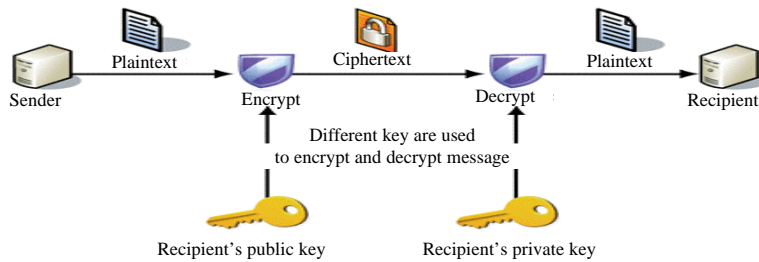 Plaintext
Ciphertext
Plaintext
Sender
Encrypt
Decrypt
Recipient
Different key are used
to encrypt and decrypt message
Recipient's public key
Recipient's private key